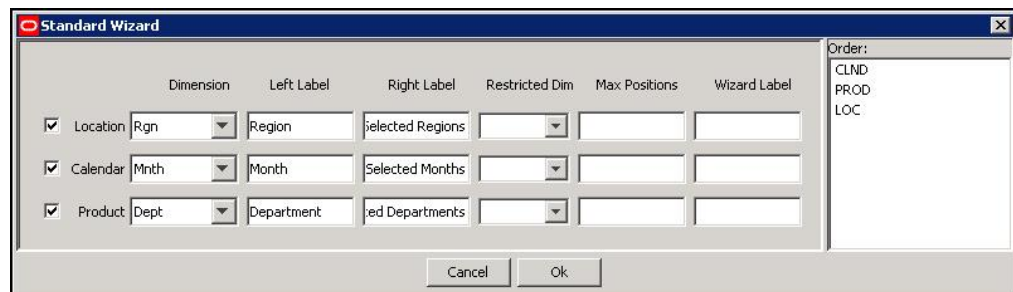 Standard Wizard
Order:
Dimension Left Label Right Label Restricted Dim Max Positions Wizard Label
CLND
PROD
LOC
Location Rgn Region Selected Regions
Calendar Mnth Month Selected Months
Product Dept Department ted Departments
Cancel Ok